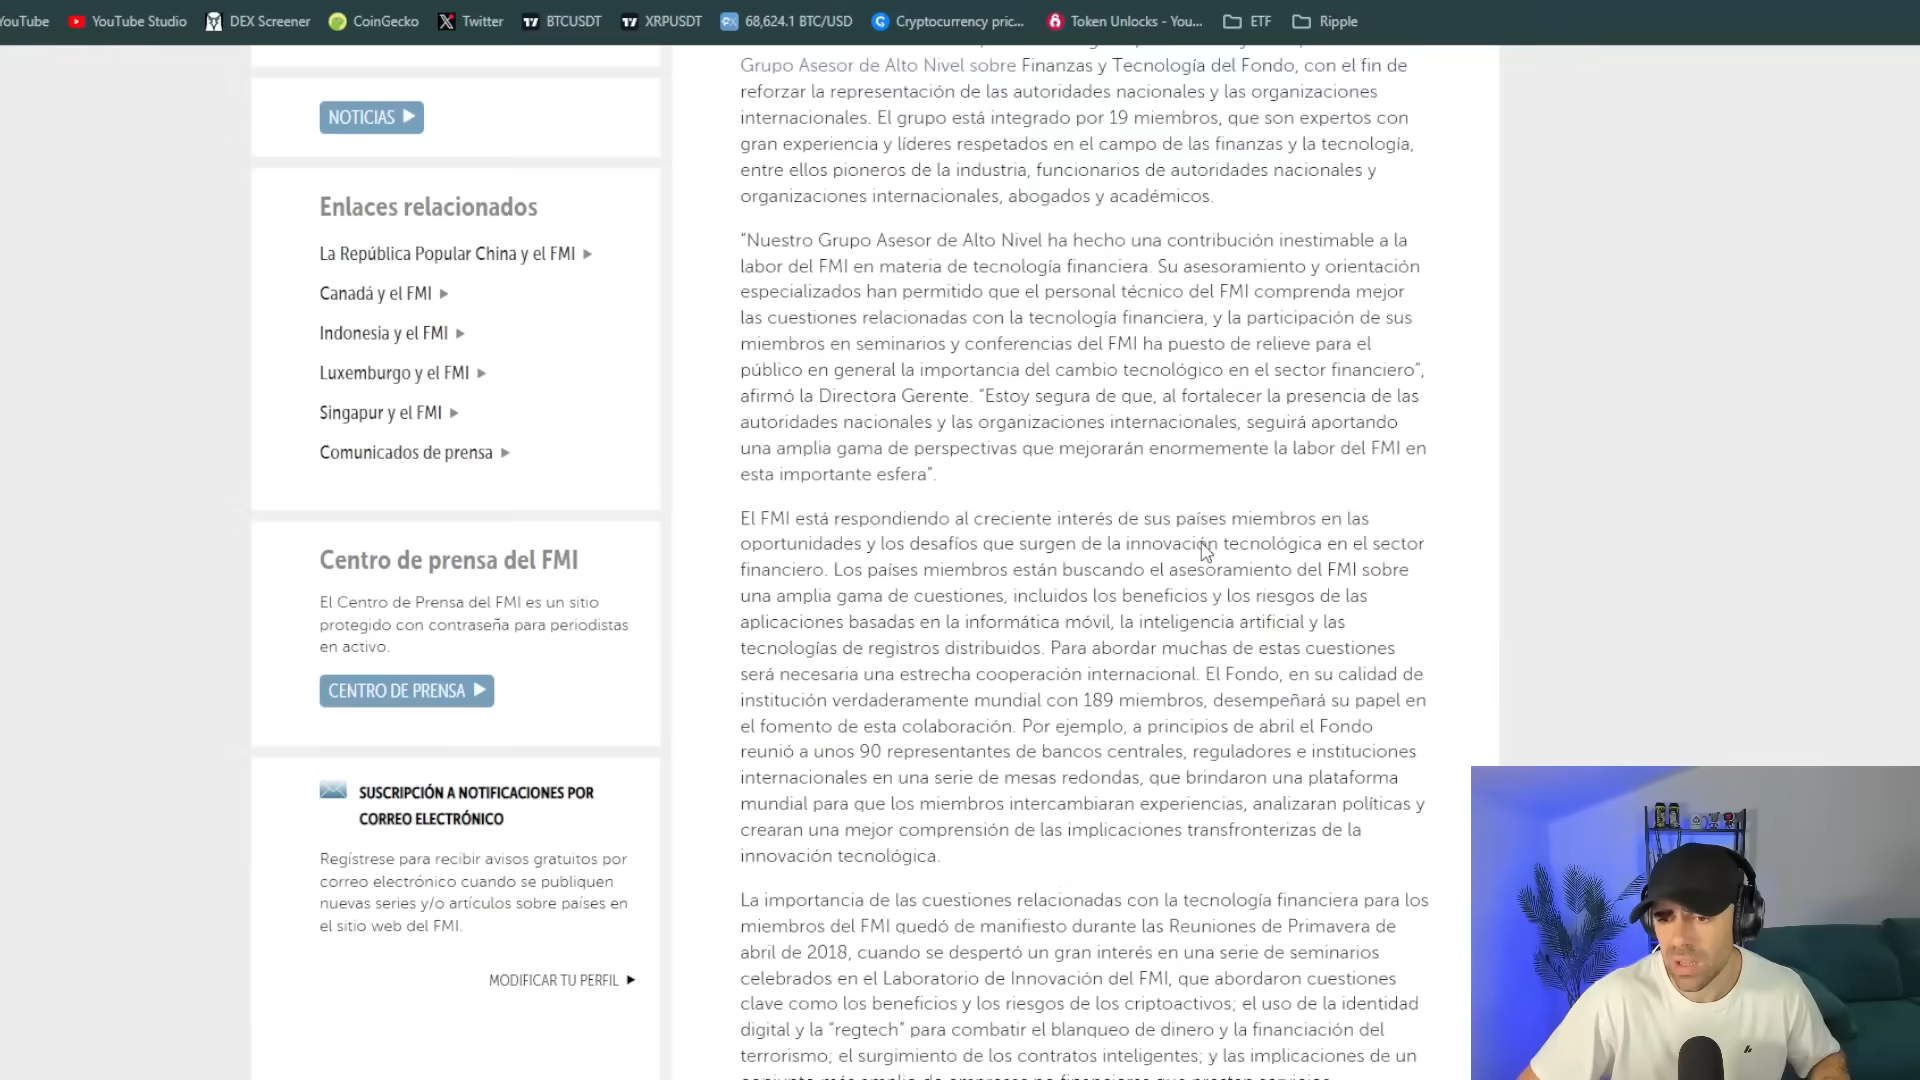 YouTube
YouTube Studio
DEX Screener
CoinGecko
Twitter
BTCUSDT
XRPUSDT
68,624.1 BTC/USD
Cryptocurrency pric...
Token Unlocks - You...
ETF
Ripple
NOTICIAS
Enlaces relacionados
La República Popular China y el FMI
Canadá y el FMI
Indonesia y el FMI
Luxemburgo y el FMI
Singapur y el FMI
Comunicados de prensa
Centro de prensa del FMI
El Centro de Prensa del FMI es un sitio
protegido con contraseña para periodistas
en activo.
CENTRO DE PRENSA
SUSCRIPCIÓN A NOTIFICACIONES POR
CORREO ELECTRÓNICO
Regístrese para recibir avisos gratuitos por
correo electrónico cuando se publiquen
nuevas series y/o artículos sobre países en
el sitio web del FMI.
MODIFICAR TU PERFIL
Grupo Asesor de Alto Nivel sobre Finanzas y Tecnología del Fondo, con el fin de
reforzar la representación de las autoridades nacionales y las organizaciones
internacionales. El grupo está integrado por 19 miembros, que son expertos con
gran experiencia y líderes respetados en el campo de las finanzas y la tecnología,
entre ellos pioneros de la industria, funcionarios de autoridades nacionales y
organizaciones internacionales, abogados y académicos.
“Nuestro Grupo Asesor de Alto Nivel ha hecho una contribución inestimable a la
labor del FMI en materia de tecnología financiera. Su asesoramiento y orientación
especializados han permitido que el personal técnico del FMI comprenda mejor
las cuestiones relacionadas con la tecnología financiera, y la participación de sus
miembros en seminarios y conferencias del FMI ha puesto de relieve para el
público en general la importancia del cambio tecnológico en el sector financiero”,
afirmó la Directora Gerente. “Estoy segura de que, al fortalecer la presencia de las
autoridades nacionales y las organizaciones internacionales, seguirá aportando
una amplia gama de perspectivas que mejorarán enormemente la labor del FMI en
esta importante esfera”.
El FMI está respondiendo al creciente interés de sus países miembros en las
oportunidades y los desafíos que surgen de la innovación tecnológica en el sector
financiero. Los países miembros están buscando el asesoramiento del FMI sobre
una amplia gama de cuestiones, incluidos los beneficios y los riesgos de las
aplicaciones basadas en la informática móvil, la inteligencia artificial y las
tecnologías de registros distribuidos. Para abordar muchas de estas cuestiones
será necesaria una estrecha cooperación internacional. El Fondo, en su calidad de
institución verdaderamente mundial con 189 miembros, desempeñará su papel en
el fomento de esta colaboración. Por ejemplo, a principios de abril el Fondo
reunió a unos 90 representantes de bancos centrales, reguladores e instituciones
internacionales en una serie de mesas redondas, que brindaron una plataforma
mundial para que los miembros intercambiaran experiencias, analizaran políticas y
crearan una mejor comprensión de las implicaciones transfronterizas de la
innovación tecnológica.
La importancia de las cuestiones relacionadas con la tecnología financiera para los
miembros del FMI quedó de manifiesto durante las Reuniones de Primavera de
abril de 2018, cuando se despertó un gran interés en una serie de seminarios
celebrados en el Laboratorio de Innovación del FMI, que abordaron cuestiones
clave como los beneficios y los riesgos de los criptoactivos; el uso de la identidad
digital y la “regtech” para combatir el blanqueo de dinero y la financiación del
terrorismo; el surgimiento de los contratos inteligentes; y las implicaciones de un